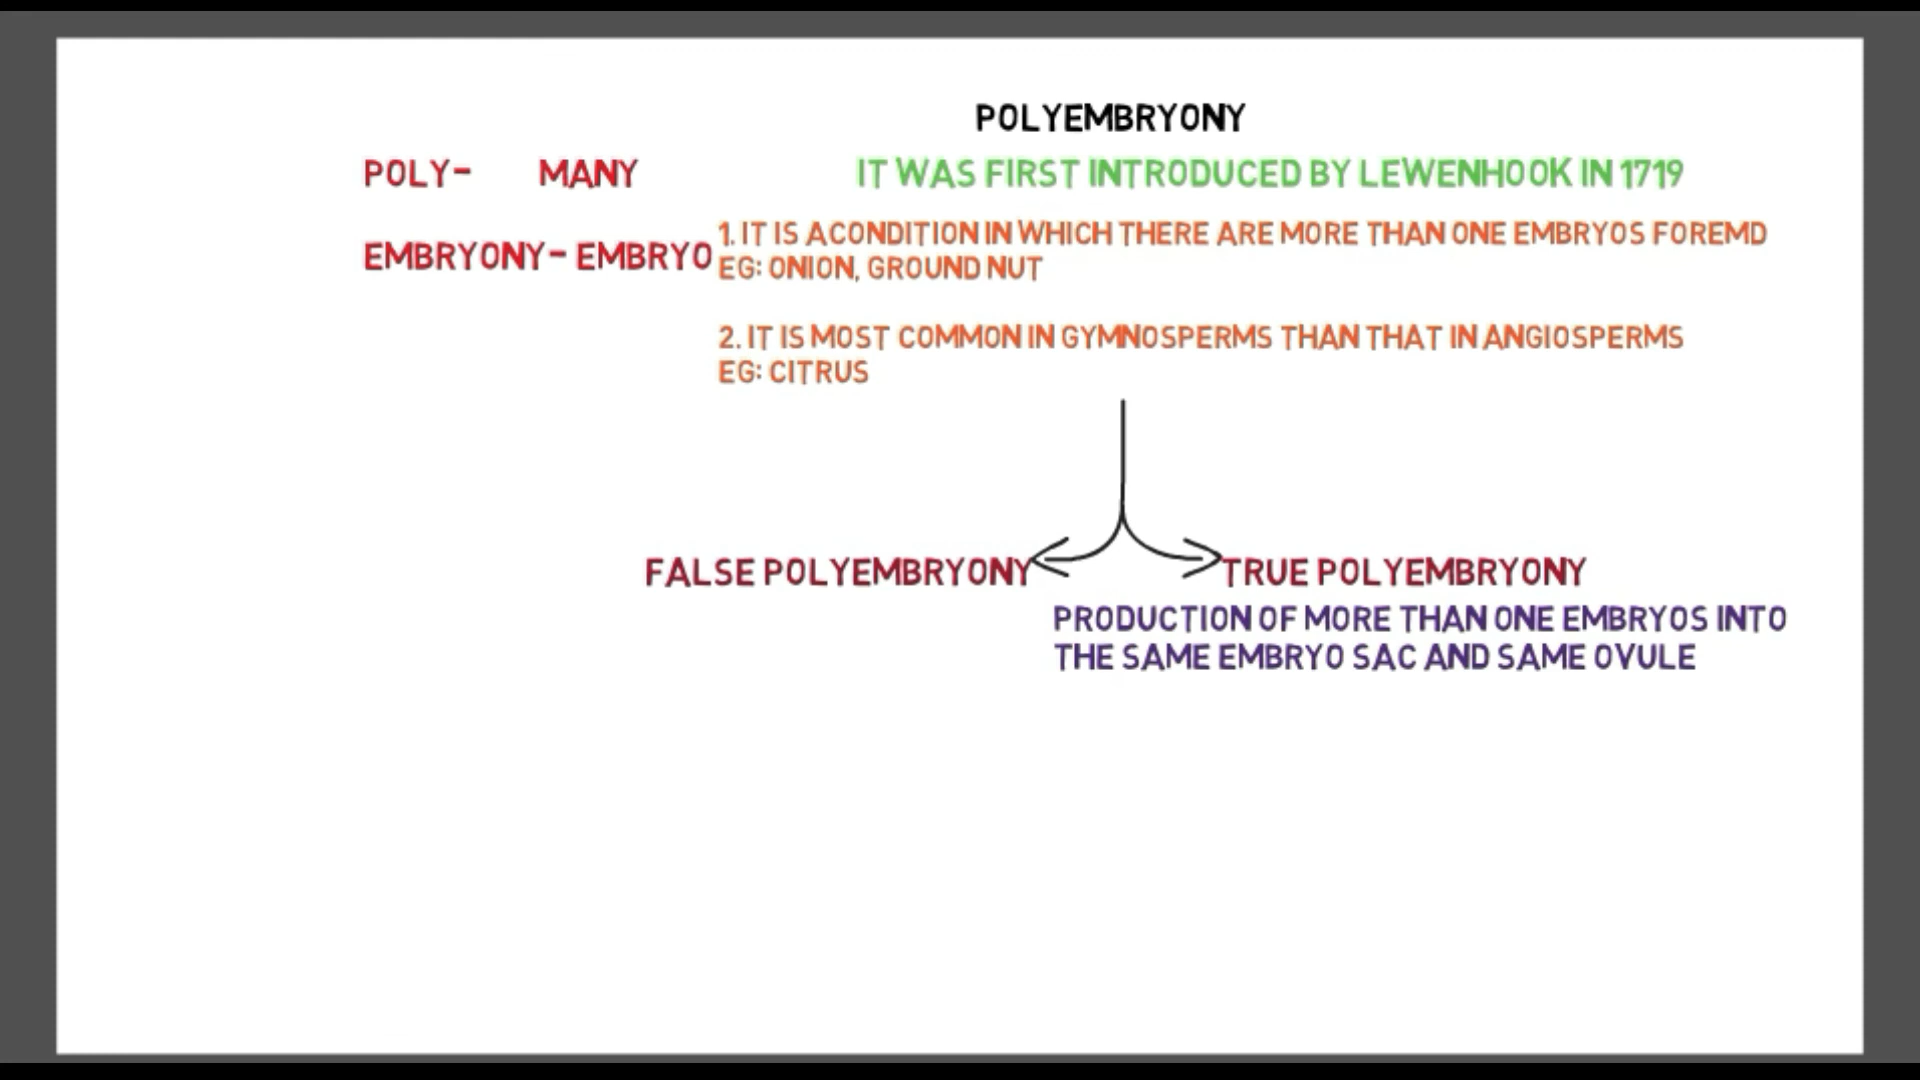 POLYEMBRYONY
POLY- MANY
IT WAS FIRST INTRODUCED BY LEWENHOOK IN 1719
EMBRYONY- EMBRYO
1. IT IS ACONDITION IN WHICH THERE ARE MORE THAN ONE EMBRYOS FOREMD
EG: ONION, GROUND NUT
2. IT IS MOST COMMON IN GYMNOSPERMS THAN THAT IN ANGIOSPERMS
EG: CITRUS
FALSE POLYEMBRYONY
TRUE POLYEMBRYONY
PRODUCTION OF MORE THAN ONE EMBRYOS INTO
THE SAME EMBRYO SAC AND SAME OVULE